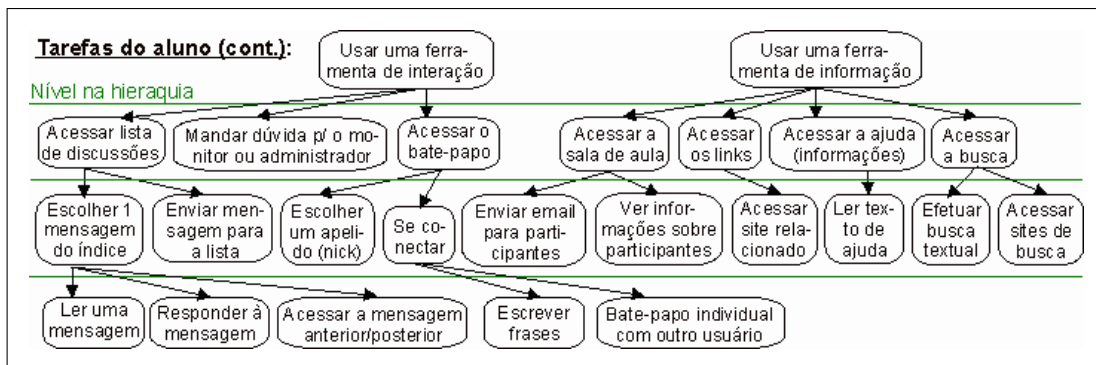 Tarefas do aluno (cont.):
Usar uma ferra-
menta de interação
Usar uma ferra-
menta de informação
Nível na hieraquia
Acessar lista
de discussões
Mandar dúvida p/ o mo-
nitor ou administrador
Acessar o
bate-papo
Acessar a
sala de aula
Acessar
os links
Acessar a ajuda
(informações)
Acessar
a busca
Escolher 1
mensagem
do índice
Enviar men-
sagem para
a lista
Escolher
um apeli-
do (nick)
Se co-
nectar
Enviar email
para parti-
cipantes
Ver infor-
mações sobre
participantes
Acessar
site rela-
cionado
Ler tex-
to de
ajuda
Efetuar
busca
textual
Acessar
sites de
busca
Ler uma
mensagem
Responder à
mensagem
Acessar a mensagem
anterior/posterior
Escrever
frases
Bate-papo individual
com outro usuário